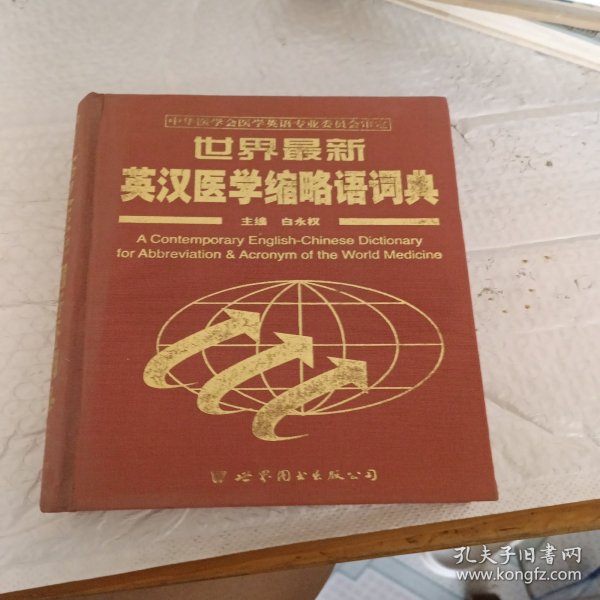 中华医学会医学英语专业委员会审定
世界最新
英汉医学缩略语词典
主编 白永权
A Contemporary English-Chinese Dictionary
for Abbreviation & Acronym of the World Medicine
世界图书出版公司
孔夫子旧书网
www.kongfz.com